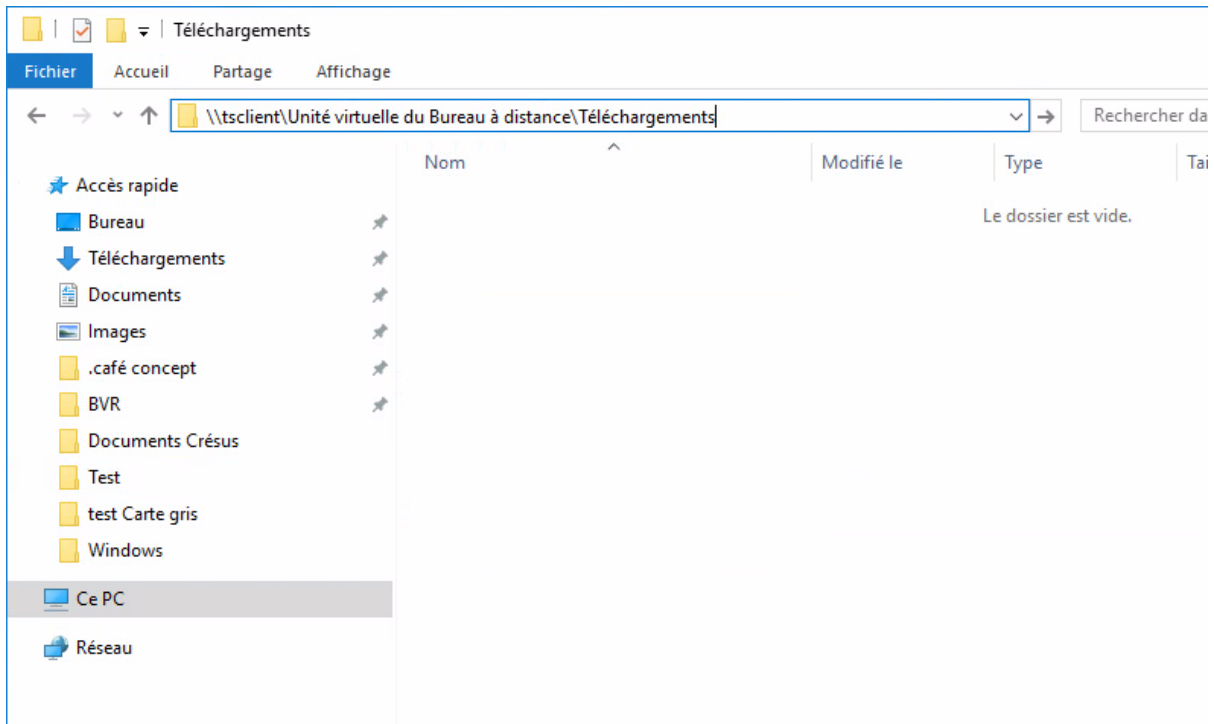 Téléchargements
Fichier Accueil Partage Affichage
\\tsclient\Unité virtuelle du Bureau à distance\Téléchargements Rechercher da
Nom Modifié le Type Tai
Le dossier est vide.
Accès rapide
Bureau
Téléchargements
Documents
Images
.café concept
BVR
Documents Crésus
Test
test Carte gris
Windows
Ce PC
Réseau